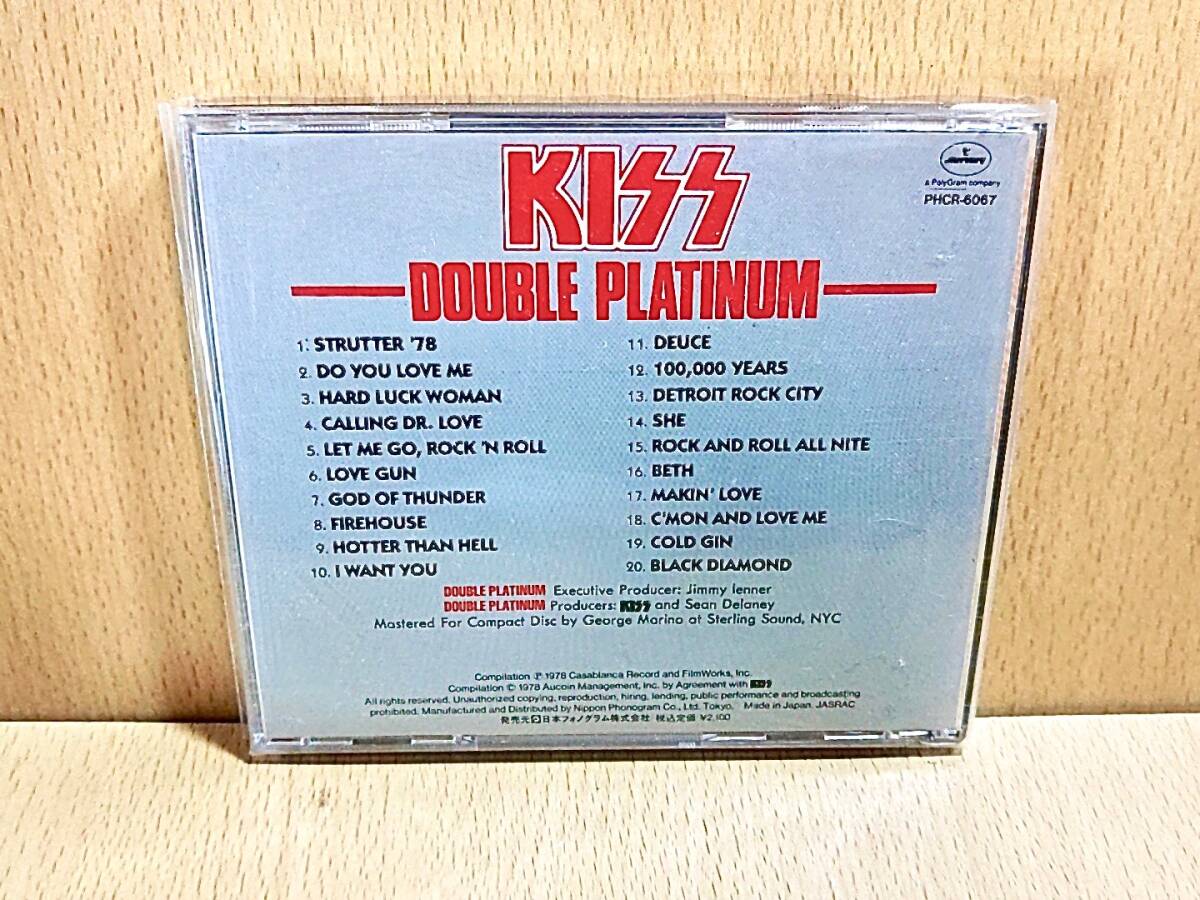 KISS
Mercury
a PolyGram company
PHCR-6067
DOUBLE PLATINUM
1. STRUTTER '78
2. DO YOU LOVE ME
3. HARD LUCK WOMAN
4. CALLING DR. LOVE
5. LET ME GO, ROCK 'N ROLL
6. LOVE GUN
7. GOD OF THUNDER
8. FIREHOUSE
9. HOTTER THAN HELL
10. I WANT YOU
11. DEUCE
12. 100,000 YEARS
13. DETROIT ROCK CITY
14. SHE
15. ROCK AND ROLL ALL NITE
16. BETH
17. MAKIN' LOVE
18. C'MON AND LOVE ME
19. COLD GIN
20. BLACK DIAMOND
DOUBLE PLATINUM Executive Producer: Jimmy Ienner
DOUBLE PLATINUM Producers: KISS and Sean Delaney
Mastered For Compact Disc by George Marino at Sterling Sound, NYC
Compilation ℗ 1978 Casablanca Record and FilmWorks, Inc.
Compilation © 1978 Aucoin Management, Inc. by Agreement with KISS
All rights reserved. Unauthorized copying, reproduction, hiring, lending, public performance and broadcasting
prohibited. Manufactured and Distributed by Nippon Phonogram Co., Ltd. Tokyo. Made in Japan. JASRAC
発売元 日本フォノグラム株式会社 税込定価 ¥2,100